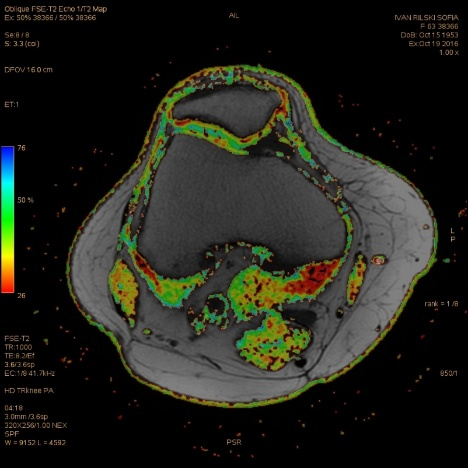 Oblique FSE-T2 Echo 1/T2 Map
Ex: 50% 38366 / 50% 38366
Se:8 / 8
S: 3.3 (col)
DFOV 16.0 cm
ET:1
AIL
IVAN RILSKI SOFIA
F 63 38366
DoB: Oct 15 1953
Ex:Oct 19 2016
1.00 x
76
50 %
26
L
P
rank = 1 /8
FSE-T2
TR:1000
TE:8.2/Ef
3.6/3.6sp
EC:1/8 41.7kHz
850/1
HD TRknee PA
04:18
3.0mm /3.6sp
320X256/1.00 NEX
SPF
W = 9152 L = 4592
PSR